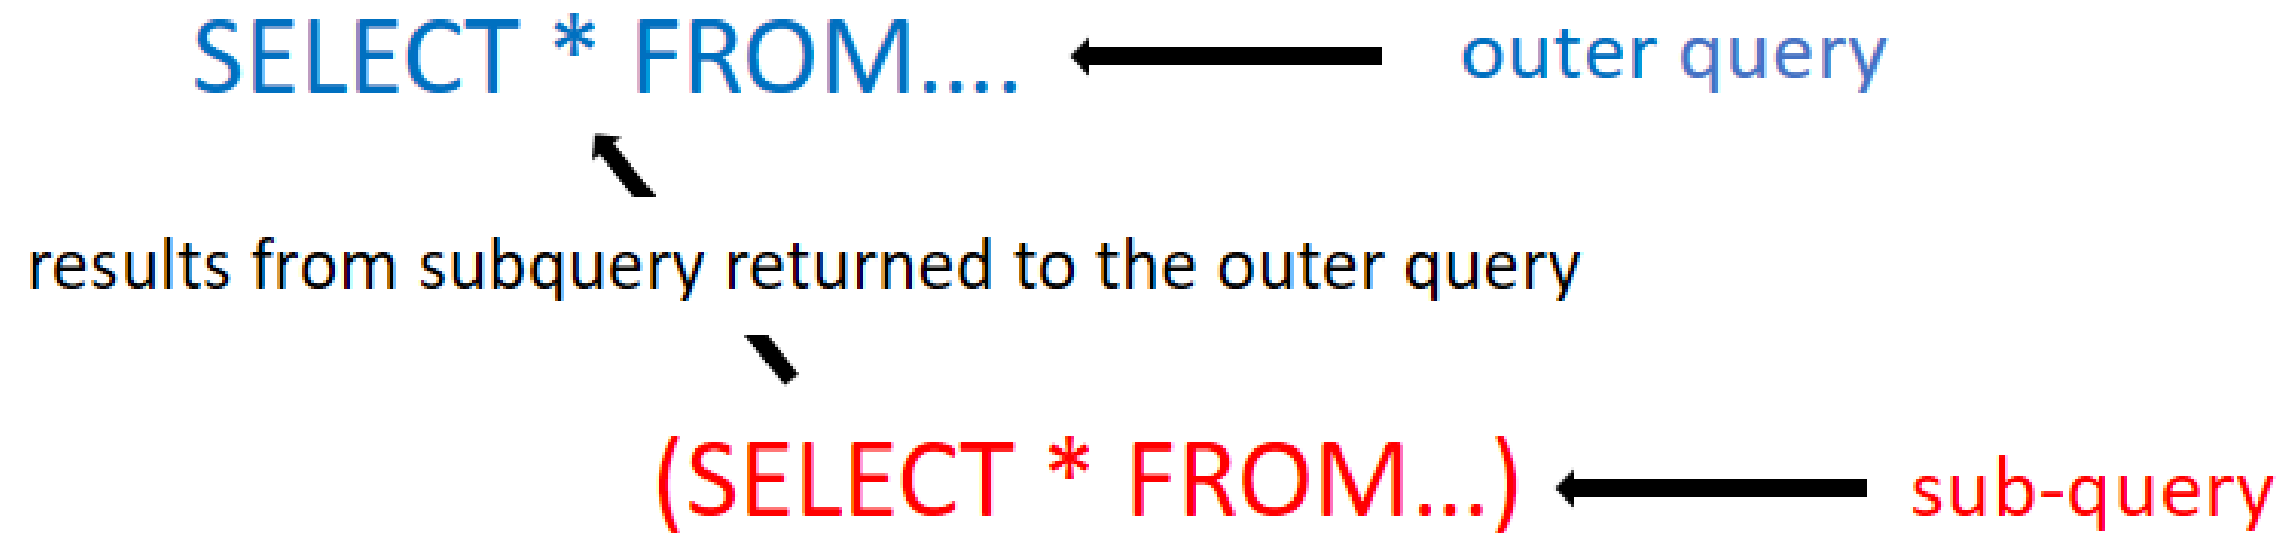 SELECT * FROM.... outer query
results from subquery returned to the outer query
(SELECT * FROM...) sub-query